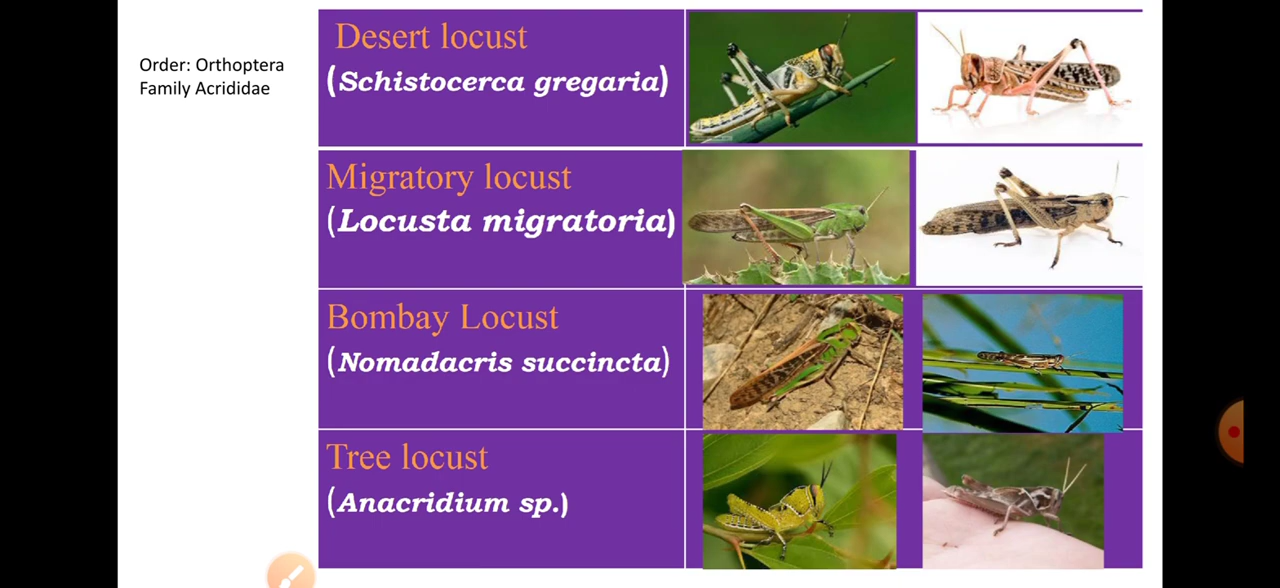 Order: Orthoptera
Family Acrididae
Desert locust
(Schistocerca gregaria)
Migratory locust
(Locusta migratoria)
Bombay Locust
(Nomadacris succincta)
Tree locust
(Anacridium sp.)